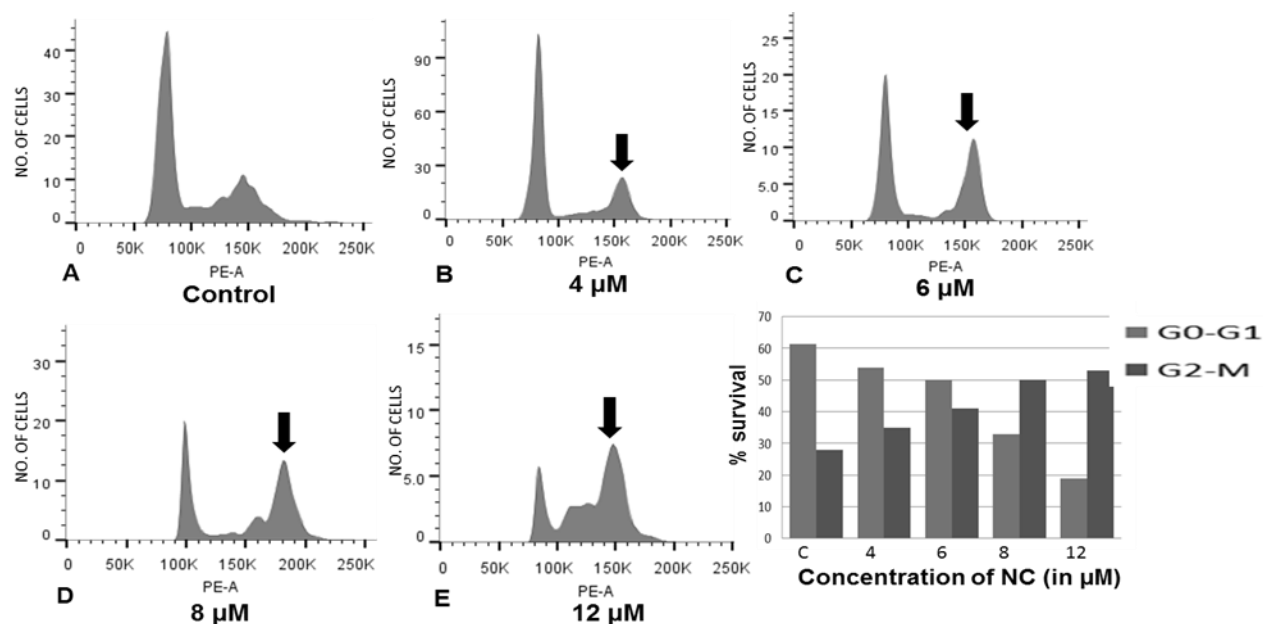 NO. OF CELLS
40
30
20
10
0
0 50K 100K 150K 200K 250K
PE-A
A
Control
NO. OF CELLS
90
60
30
0
0 50K 100K 150K 200K 250K
PE-A
B
4 µM
NO. OF CELLS
25
20
15
10
5.0
0
0 50K 100K 150K 200K 250K
PE-A
C
6 µM
NO. OF CELLS
30
20
10
0
0 50K 100K 150K 200K 250K
PE-A
D
8 µM
NO. OF CELLS
15
10
5.0
0
0 50K 100K 150K 200K 250K
PE-A
E
12 µM
% survival
70
60
50
40
30
20
10
0
C 4 6 8 12
Concentration of NC (in µM)
G0-G1
G2-M